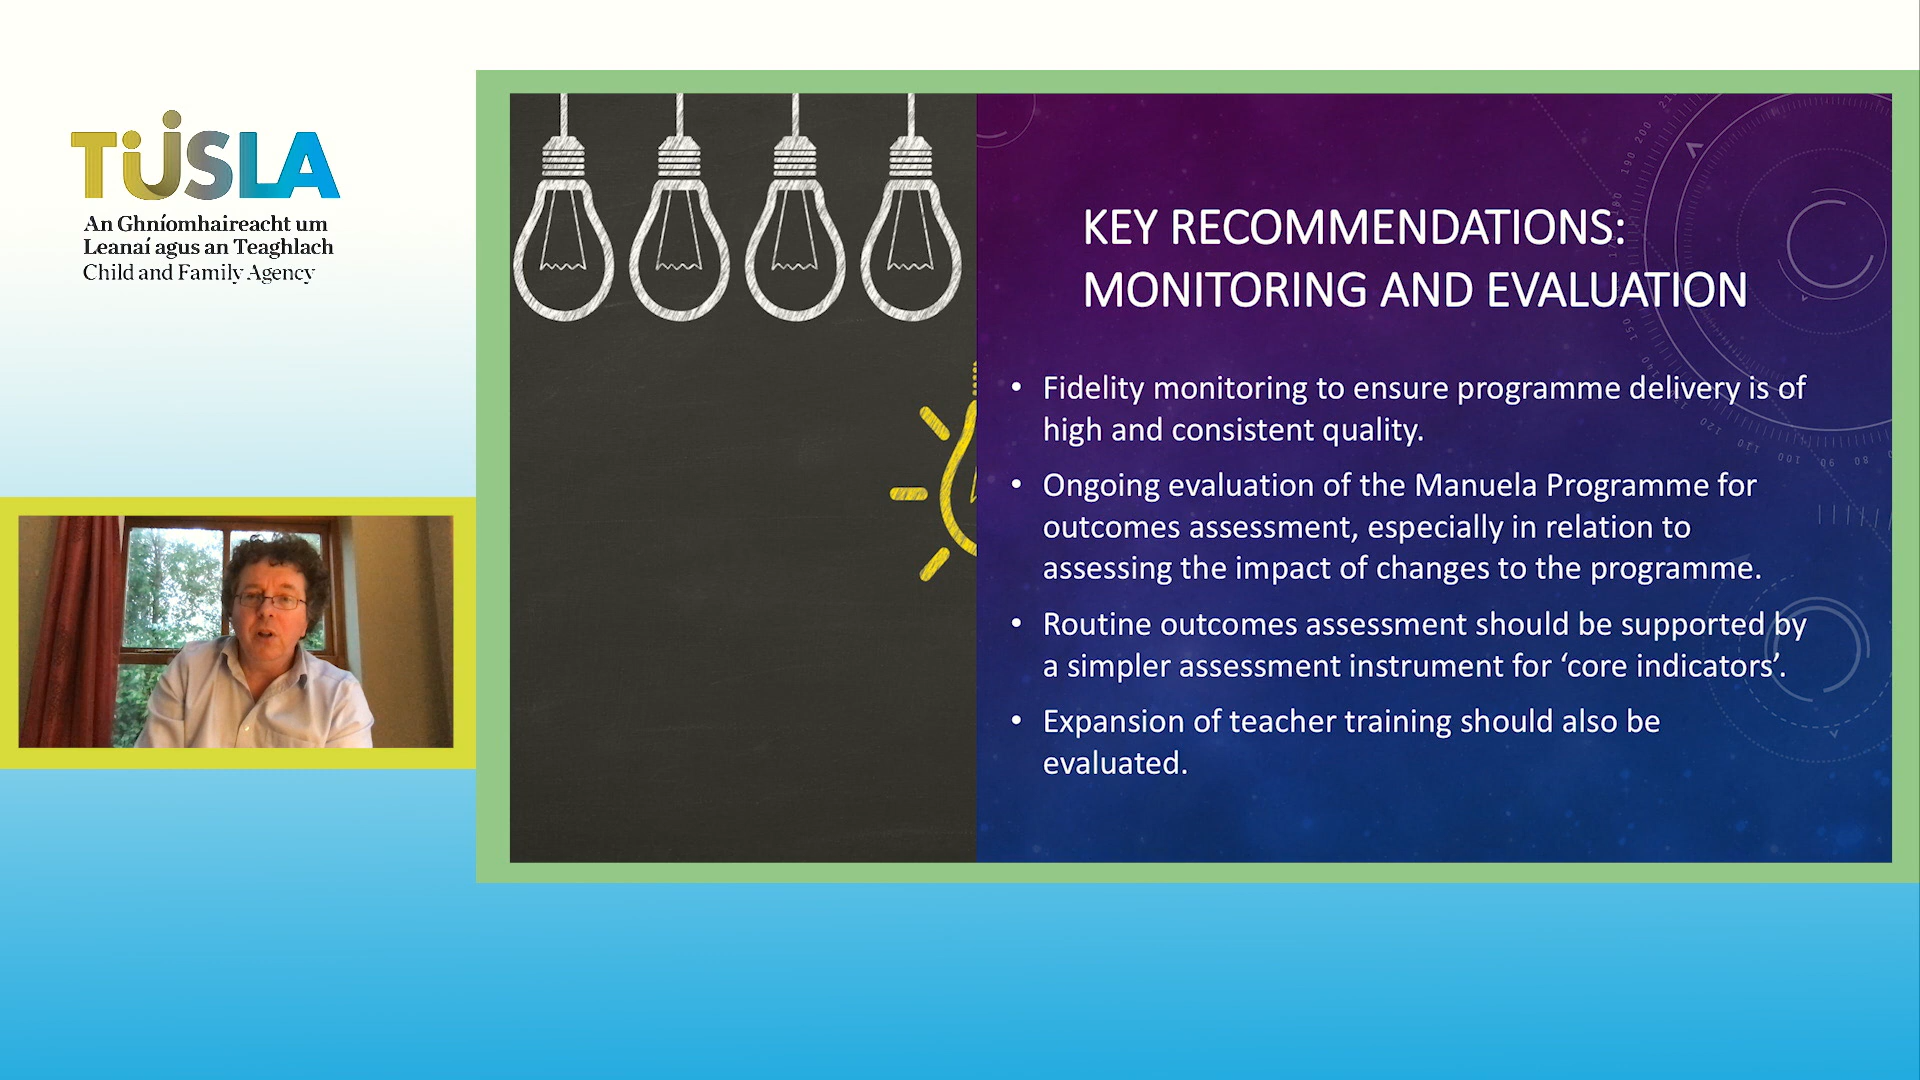 TUSLA
An Ghníomhaireacht um
Leanaí agus an Teaghlach
Child and Family Agency
KEY RECOMMENDATIONS:
MONITORING AND EVALUATION
• Fidelity monitoring to ensure programme delivery is of
high and consistent quality.
• Ongoing evaluation of the Manuela Programme for
outcomes assessment, especially in relation to
assessing the impact of changes to the programme.
• Routine outcomes assessment should be supported by
a simpler assessment instrument for ‘core indicators’.
• Expansion of teacher training should also be
evaluated.